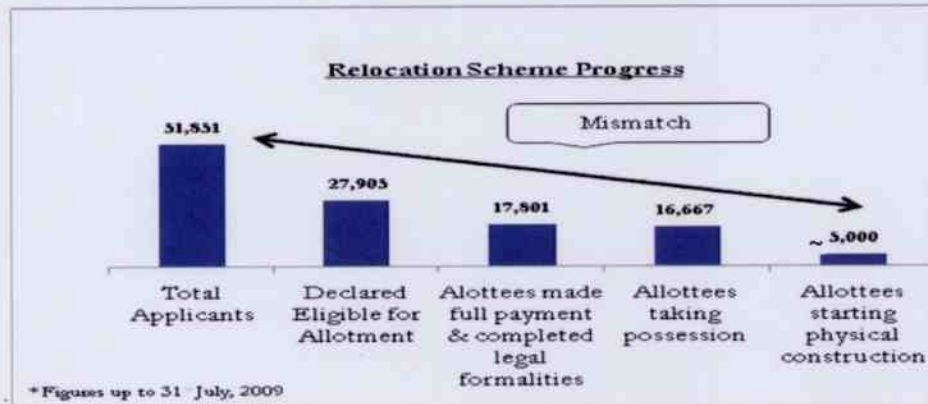 Relocation Scheme Progress
Mismatch
51,851
27,905
17,801
16,667
~ 5,000
Total
Applicants
Declared
Eligible for
Allotment
Alottees made
full payment
& completed
legal
formalities
Allottees
taking
possession
Allottees
starting
physical
construction
*Figures up to 31 July, 2009